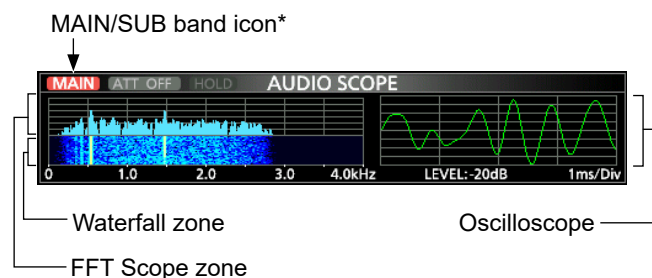 MAIN/SUB band icon*
MAIN ATT OFF HOLD AUDIO SCOPE
0 1.0 2.0 3.0 4.0kHz LEVEL:-20dB 1ms/Div
Waterfall zone Oscilloscope
FFT Scope zone